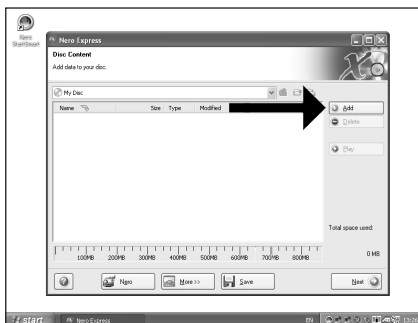 Nero
StartSmart
Nero Express
Disc Content
Add data to your disc.
My Disc
Name Size Type Modified
Add
Delete
Play
Total space used:
100MB 200MB 300MB 400MB 500MB 600MB 700MB 800MB
0 MB
Nero More >> Save Next
start Nero Express EN 13:26